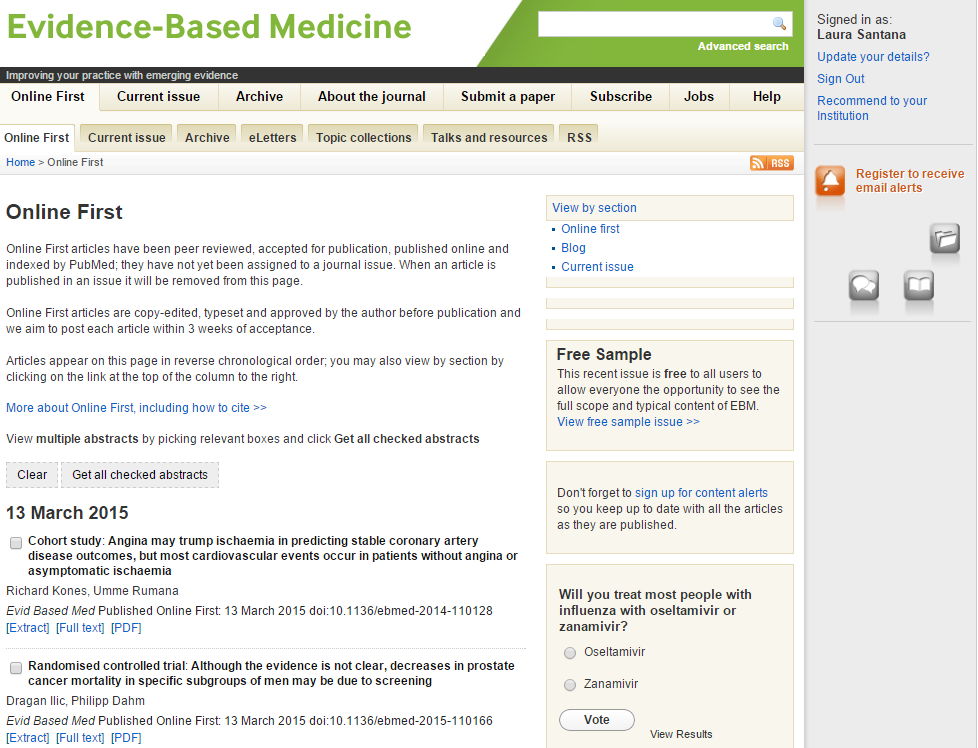 Evidence-Based Medicine
Advanced search
Improving your practice with emerging evidence
Online First
Current issue
Archive
About the journal
Submit a paper
Subscribe
Jobs
Help
Online First
Current issue
Archive
eLetters
Topic collections
Talks and resources
RSS
Home > Online First
RSS
Online First
Online First articles have been peer reviewed, accepted for publication, published online and
indexed by PubMed; they have not yet been assigned to a journal issue. When an article is
published in an issue it will be removed from this page.
Online First articles are copy-edited, typeset and approved by the author before publication and
we aim to post each article within 3 weeks of acceptance.
Articles appear on this page in reverse chronological order; you may also view by section by
clicking on the link at the top of the column to the right.
More about Online First, including how to cite >>
View multiple abstracts by picking relevant boxes and click Get all checked abstracts
Clear
Get all checked abstracts
13 March 2015
Cohort study: Angina may trump ischaemia in predicting stable coronary artery
disease outcomes, but most cardiovascular events occur in patients without angina or
asymptomatic ischaemia
Richard Kones, Umme Rumana
Evid Based Med Published Online First: 13 March 2015 doi:10.1136/ebmed-2014-110128
[Extract] [Full text] [PDF]
Randomised controlled trial: Although the evidence is not clear, decreases in prostate
cancer mortality in specific subgroups of men may be due to screening
Dragan Ilic, Philipp Dahm
Evid Based Med Published Online First: 13 March 2015 doi:10.1136/ebmed-2015-110166
[Extract] [Full text] [PDF]
View by section
Online first
Blog
Current issue
Free Sample
This recent issue is free to all users to
allow everyone the opportunity to see the
full scope and typical content of EBM.
View free sample issue >>
Don't forget to sign up for content alerts
so you keep up to date with all the articles
as they are published.
Will you treat most people with
influenza with oseltamivir or
zanamivir?
Oseltamivir
Zanamivir
Vote
View Results
Signed in as:
Laura Santana
Update your details?
Sign Out
Recommend to your
Institution
Register to receive
email alerts